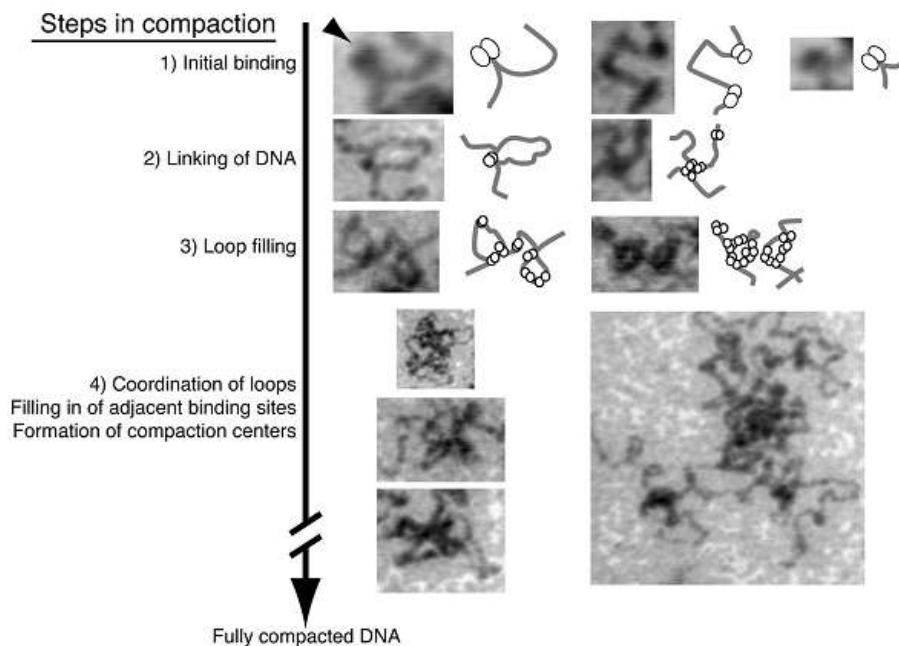 Steps in compaction
1) Initial binding
2) Linking of DNA
3) Loop filling
4) Coordination of loops
Filling in of adjacent binding sites
Formation of compaction centers
Fully compacted DNA